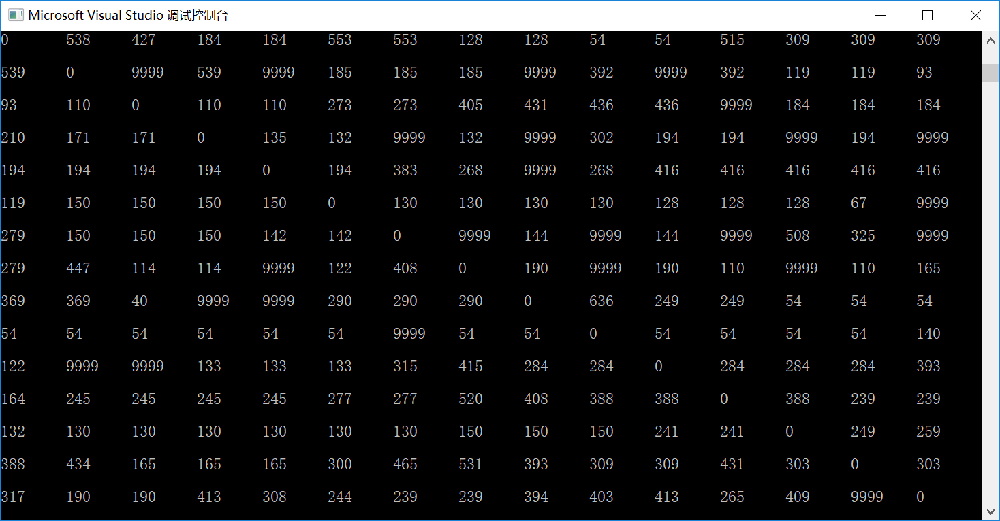 Microsoft Visual Studio 调试控制台
0 538 427 184 184 553 553 128 128 54 54 515 309 309 309
539 0 9999 539 9999 185 185 185 9999 392 9999 392 119 119 93
93 110 0 110 110 273 273 405 431 436 436 9999 184 184 184
210 171 171 0 135 132 9999 132 9999 302 194 194 9999 194 9999
194 194 194 194 0 194 383 268 9999 268 416 416 416 416 416
119 150 150 150 150 0 130 130 130 130 128 128 128 67 9999
279 150 150 150 142 142 0 9999 144 9999 144 9999 508 325 9999
279 447 114 114 9999 122 408 0 190 9999 190 110 9999 110 165
369 369 40 9999 9999 290 290 290 0 636 249 249 54 54 54
54 54 54 54 54 54 9999 54 54 0 54 54 54 54 140
122 9999 9999 133 133 133 315 415 284 284 0 284 284 284 393
164 245 245 245 245 277 277 520 408 388 388 0 388 239 239
132 130 130 130 130 130 130 150 150 150 241 241 0 249 259
388 434 165 165 165 300 465 531 393 309 309 431 303 0 303
317 190 190 413 308 244 239 239 394 403 413 265 409 9999 0